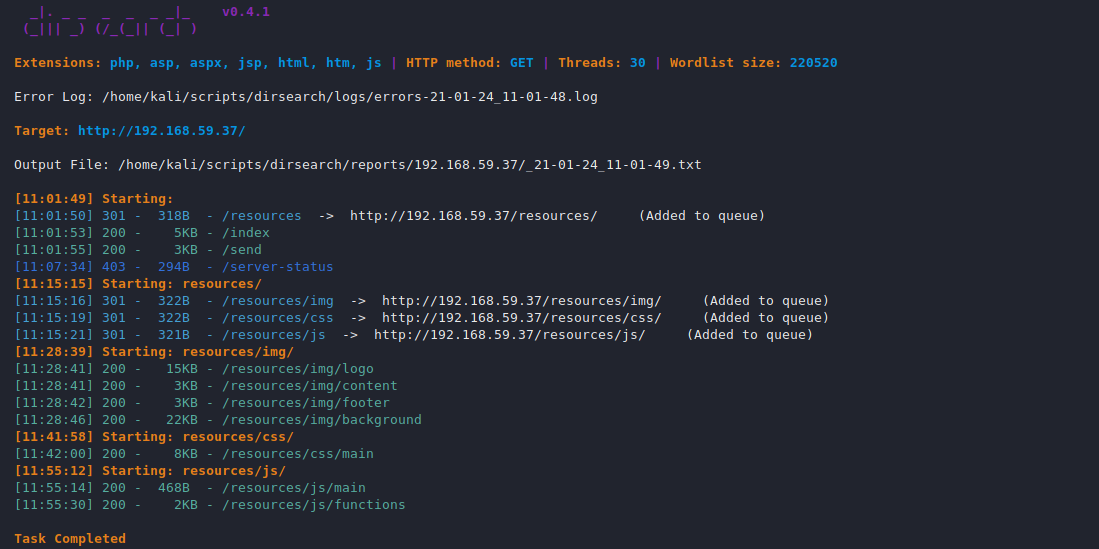 _|. _ _  _  _  _ _|_    v0.4.1
(_||| _) (/_(_|| (_| )
Extensions: php, asp, aspx, jsp, html, htm, js | HTTP method: GET | Threads: 30 | Wordlist size: 220520
Error Log: /home/kali/scripts/dirsearch/logs/errors-21-01-24_11-01-48.log
Target: http://192.168.59.37/
Output File: /home/kali/scripts/dirsearch/reports/192.168.59.37/_21-01-24_11-01-49.txt
[11:01:49] Starting:
[11:01:50] 301 -  318B  - /resources  ->  http://192.168.59.37/resources/     (Added to queue)
[11:01:53] 200 -    5KB - /index
[11:01:55] 200 -    3KB - /send
[11:07:34] 403 -  294B  - /server-status
[11:15:15] Starting: resources/
[11:15:16] 301 -  322B  - /resources/img  ->  http://192.168.59.37/resources/img/     (Added to queue)
[11:15:19] 301 -  322B  - /resources/css  ->  http://192.168.59.37/resources/css/     (Added to queue)
[11:15:21] 301 -  321B  - /resources/js  ->  http://192.168.59.37/resources/js/     (Added to queue)
[11:28:39] Starting: resources/img/
[11:28:41] 200 -   15KB - /resources/img/logo
[11:28:41] 200 -    3KB - /resources/img/content
[11:28:42] 200 -    3KB - /resources/img/footer
[11:28:46] 200 -   22KB - /resources/img/background
[11:41:58] Starting: resources/css/
[11:42:00] 200 -    8KB - /resources/css/main
[11:55:12] Starting: resources/js/
[11:55:14] 200 -  468B  - /resources/js/main
[11:55:30] 200 -    2KB - /resources/js/functions
Task Completed